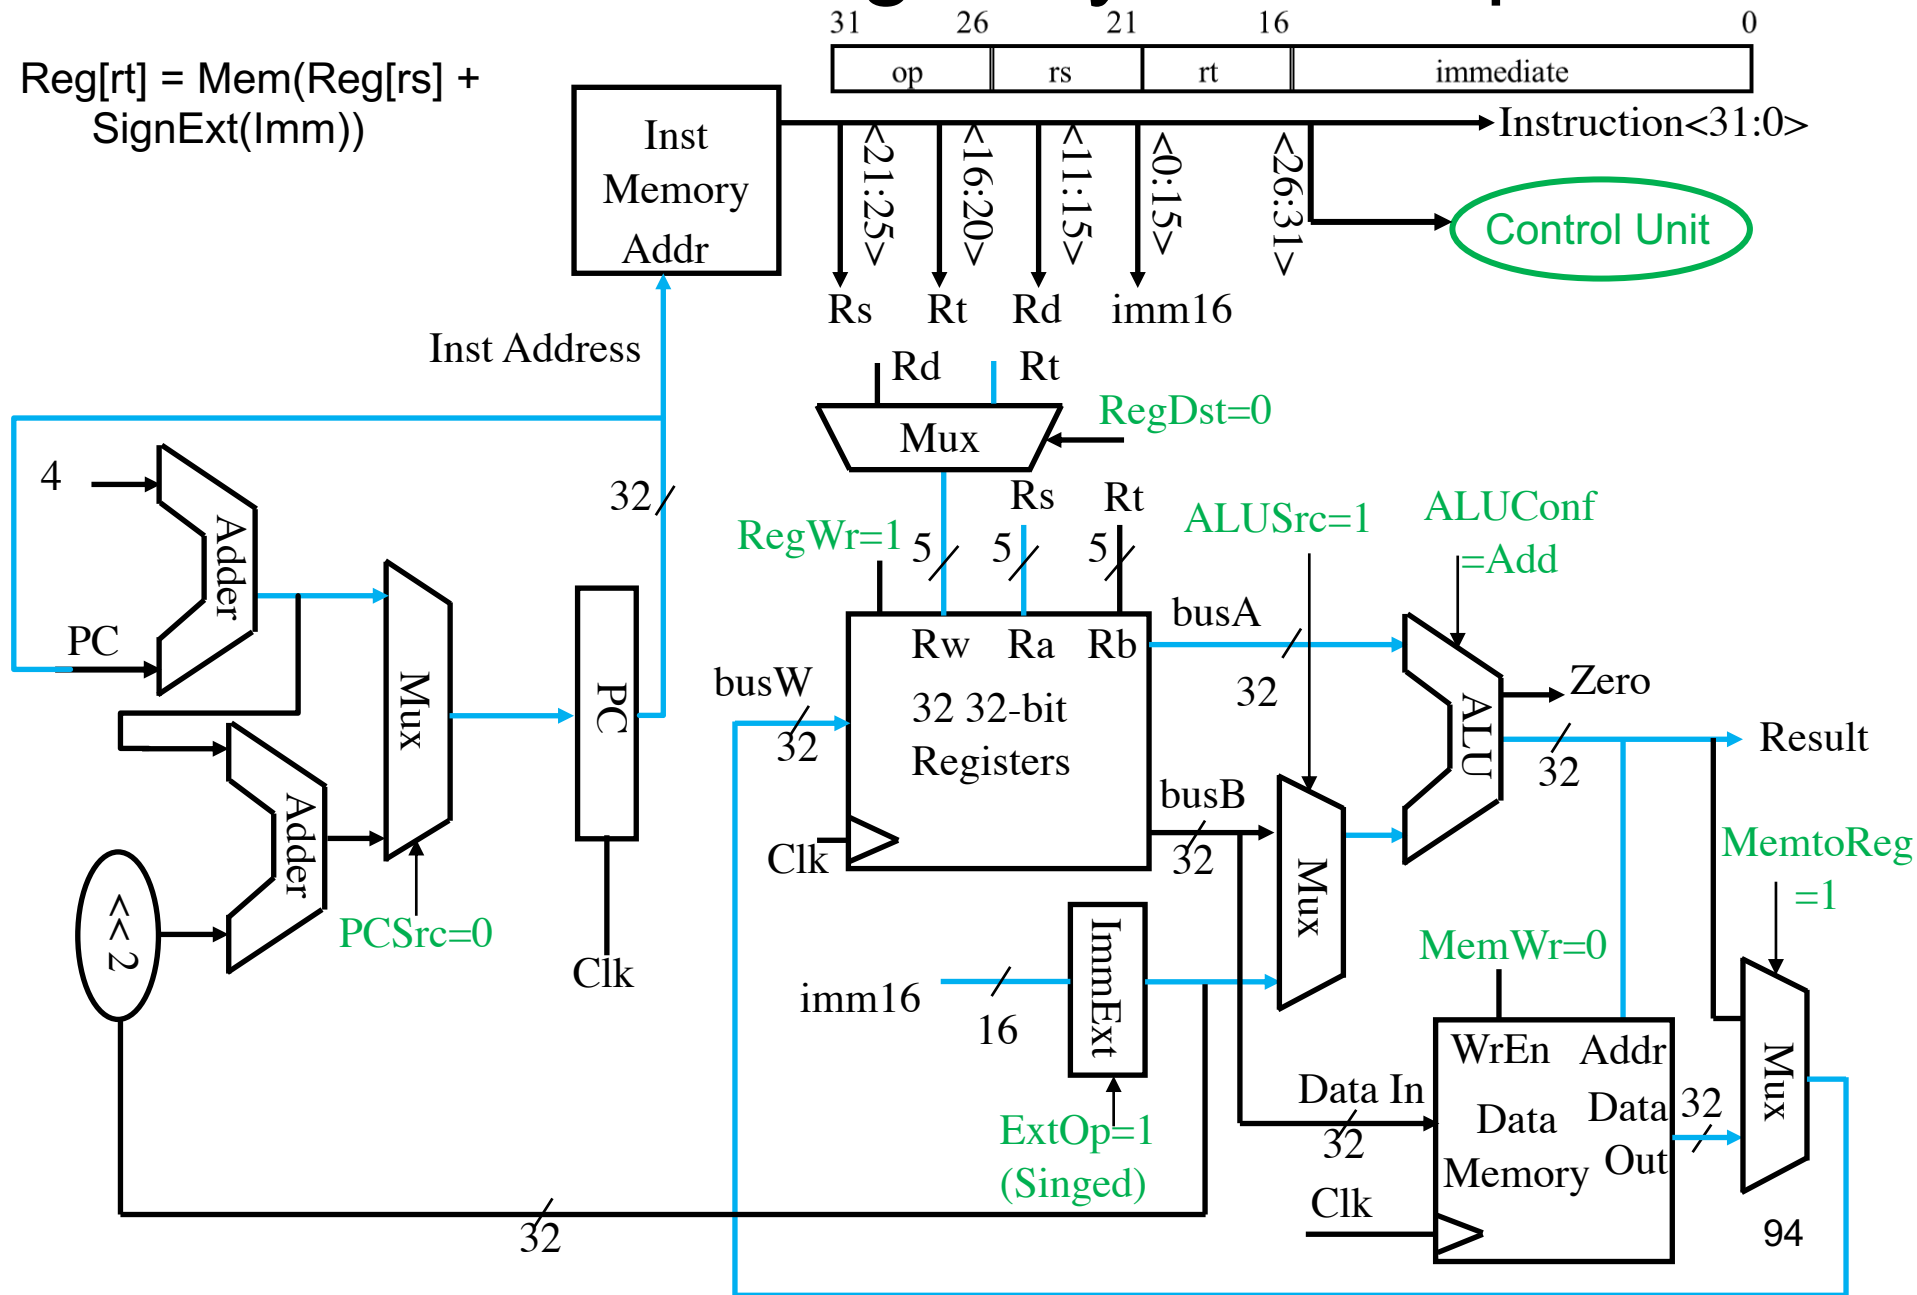 31 26 21 16 0
op rs rt immediate
Reg[rt] = Mem(Reg[rs] +
SignExt(Imm))
Inst
Memory
Addr
Instruction<31:0>
<21:25>
<16:20>
<11:15>
<0:15>
<26:31>
Control Unit
Rs Rt Rd imm16
Inst Address
Rd Rt
RegDst=0
Mux
4
Adder
PC
32
Mux
PC
Clk
PCSrc=0
Adder
<<2
32
Rs Rt
RegWr=1
5 5 5
ALUSrc=1
ALUConf
=Add
busA
32
Rw Ra Rb
busW
32
32 32-bit
Registers
Clk
busB
32
Mux
ALU
Zero
32
Result
MemtoReg
=1
imm16
16
ImmExt
ExtOp=1
(Singed)
MemWr=0
WrEn Addr
Data In
32
Data
Memory
Data
Out
32
Mux
Clk
94